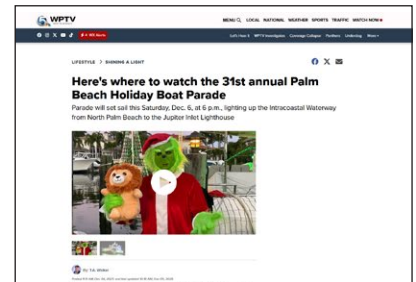 WPTV
MENU LOCAL NATIONAL WEATHER SPORTS TRAFFIC WATCH NOW
LIFESTYLE > SHINING A LIGHT
Here's where to watch the 31st annual Palm
Beach Holiday Boat Parade
Parade will set sail this Saturday, Dec. 6, at 6 p.m., lighting up the Intracoastal Waterway
from North Palm Beach to the Jupiter Inlet Lighthouse